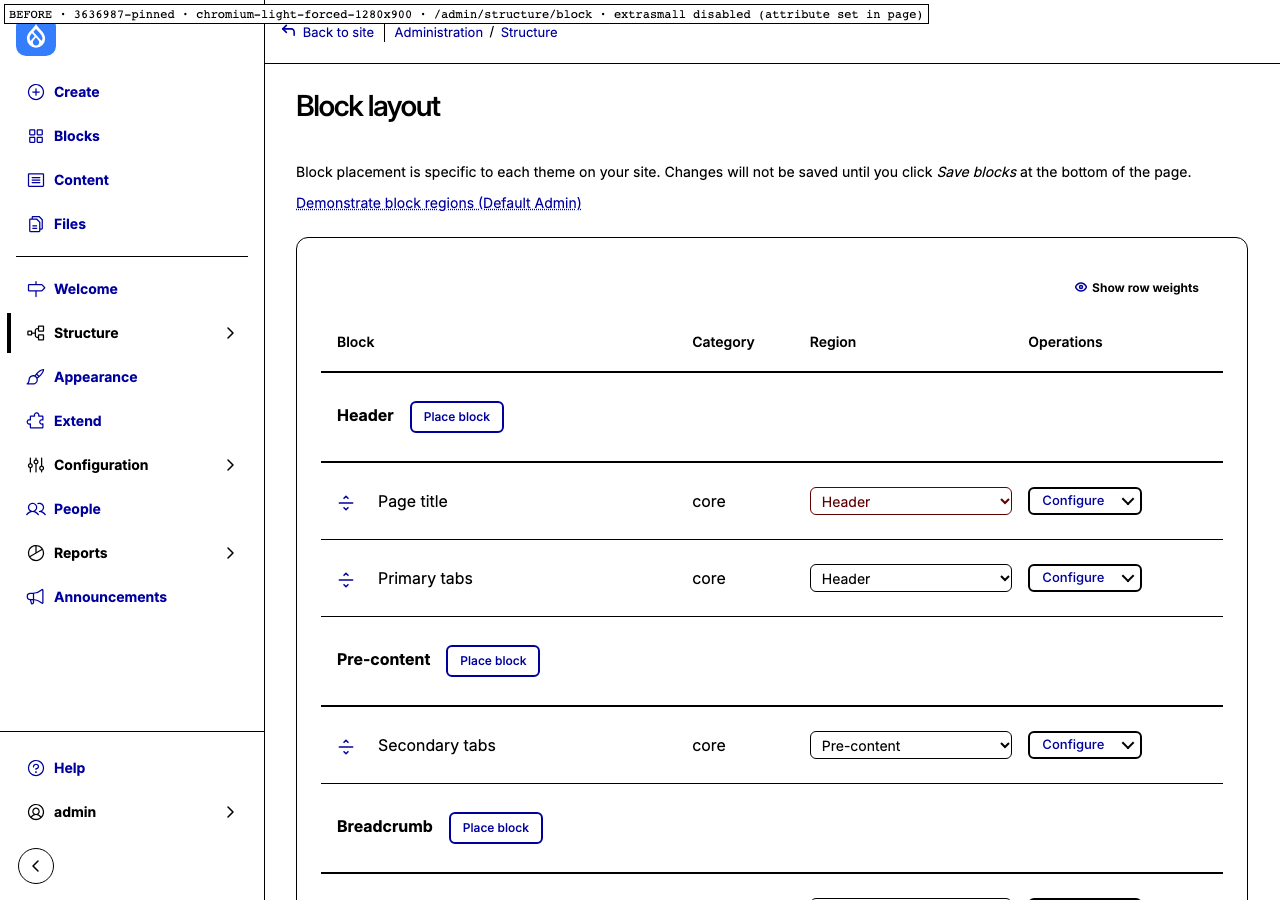 BEFORE · 3636987-pinned · chromium-light-forced-1280x900 · /admin/structure/block · extrasmall disabled (attribute set in page)
Back to site Administration / Structure
Create
Blocks
Content
Files
Welcome
Structure
Appearance
Extend
Configuration
People
Reports
Announcements
Help
admin
Block layout
Block placement is specific to each theme on your site. Changes will not be saved until you click Save blocks at the bottom of the page.
Demonstrate block regions (Default Admin)
Show row weights
Block Category Region Operations
Header Place block
Page title core Header Configure
Primary tabs core Header Configure
Pre-content Place block
Secondary tabs core Pre-content Configure
Breadcrumb Place block